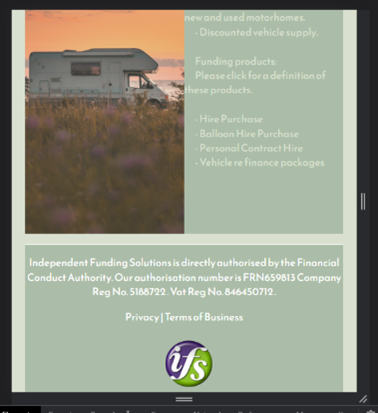 new and used motorhomes.
- Discounted vehicle supply.
Funding products:
Please click for a definition of
these products.
- Hire Purchase
- Balloon Hire Purchase
- Personal Contract Hire
- Vehicle re finance packages
Independent Funding Solutions is directly authorised by the Financial
Conduct Authority. Our authorisation number is FRN659813 Company
Reg No. 5188722 . Vat Reg No. 846450712 .
Privacy | Terms of Business
ifs